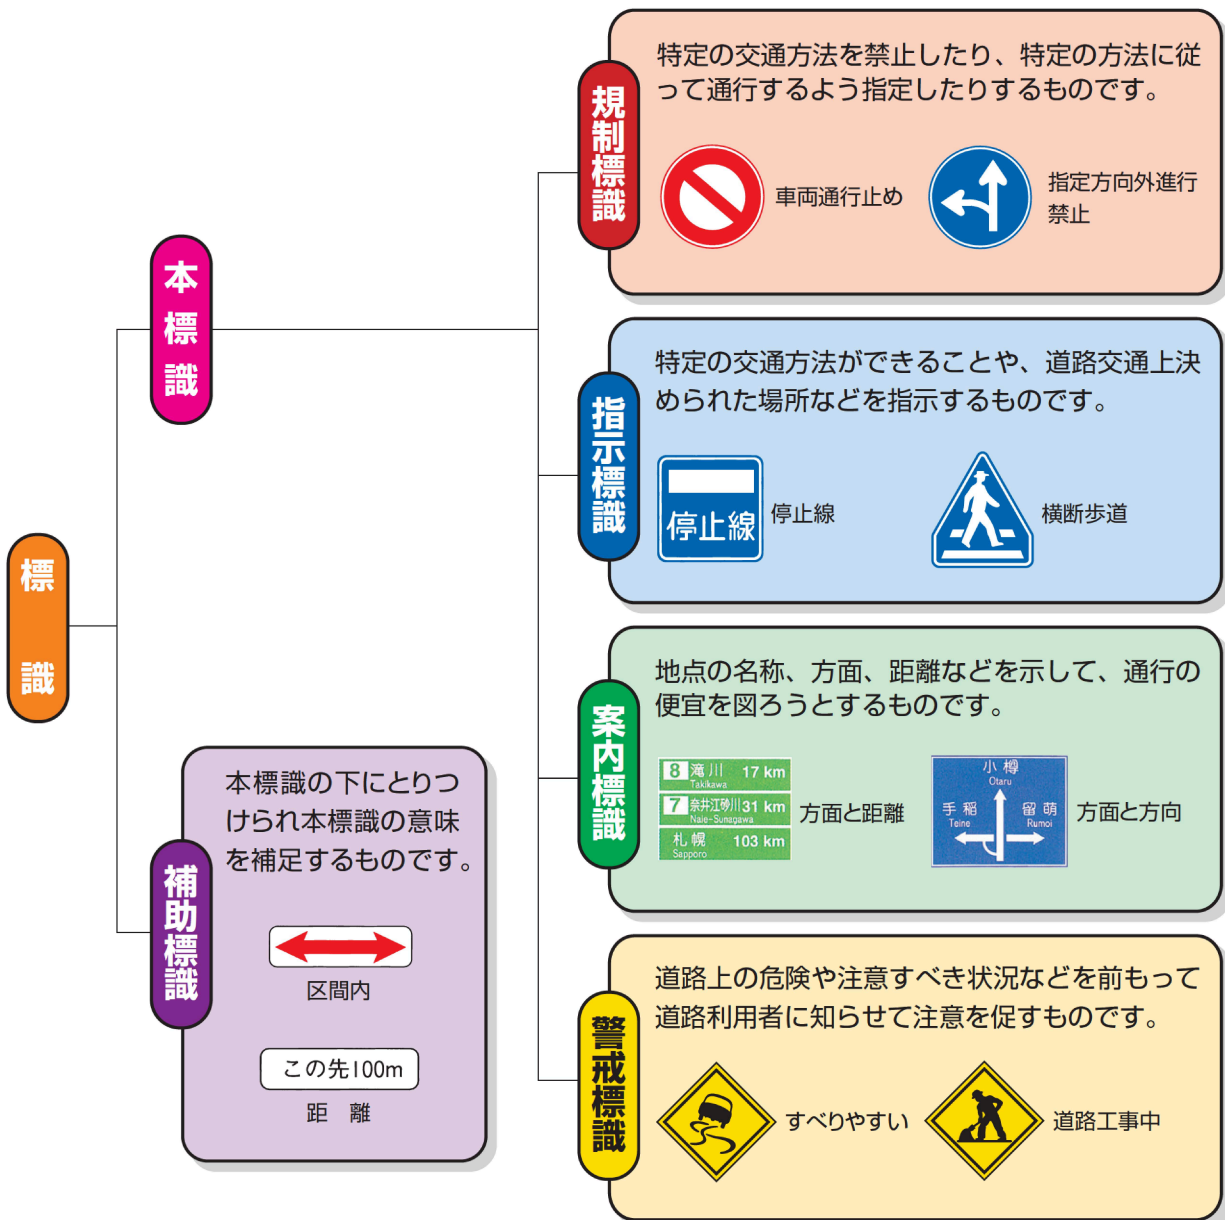 標識
本標識
規制標識
特定の交通方法を禁止したり、特定の方法に従
って通行するよう指定したりするものです。
車両通行止め
指定方向外進行
禁止
指示標識
特定の交通方法ができることや、道路交通上決
められた場所などを指示するものです。
停止線
停止線
横断歩道
案内標識
地点の名称、方面、距離などを示して、通行の
便宜を図ろうとするものです。
8 滝川 17 km
Takikawa
7 奈井江砂川 31 km
Naie-Sunagawa
札幌 103 km
Sapporo
方面と距離
小樽
Otaru
手稲 留萌
Teine Rumoi
方面と方向
警戒標識
道路上の危険や注意すべき状況などを前もって
道路利用者に知らせて注意を促すものです。
すべりやすい
道路工事中
補助標識
本標識の下にとりつ
けられ本標識の意味
を補足するものです。
区間内
この先100m
距離